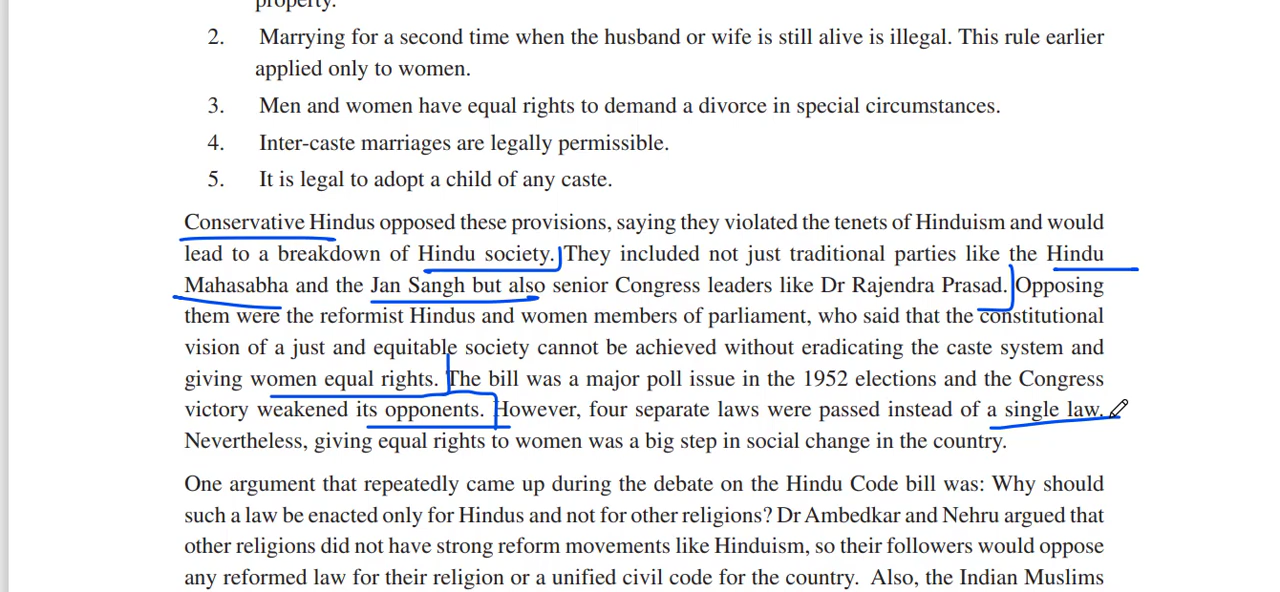 property.
2. Marrying for a second time when the husband or wife is still alive is illegal. This rule earlier
applied only to women.
3. Men and women have equal rights to demand a divorce in special circumstances.
4. Inter-caste marriages are legally permissible.
5. It is legal to adopt a child of any caste.
Conservative Hindus opposed these provisions, saying they violated the tenets of Hinduism and would
lead to a breakdown of Hindu society. They included not just traditional parties like the Hindu
Mahasabha and the Jan Sangh but also senior Congress leaders like Dr Rajendra Prasad. Opposing
them were the reformist Hindus and women members of parliament, who said that the constitutional
vision of a just and equitable society cannot be achieved without eradicating the caste system and
giving women equal rights. The bill was a major poll issue in the 1952 elections and the Congress
victory weakened its opponents. However, four separate laws were passed instead of a single law.
Nevertheless, giving equal rights to women was a big step in social change in the country.
One argument that repeatedly came up during the debate on the Hindu Code bill was: Why should
such a law be enacted only for Hindus and not for other religions? Dr Ambedkar and Nehru argued that
other religions did not have strong reform movements like Hinduism, so their followers would oppose
any reformed law for their religion or a unified civil code for the country. Also, the Indian Muslims